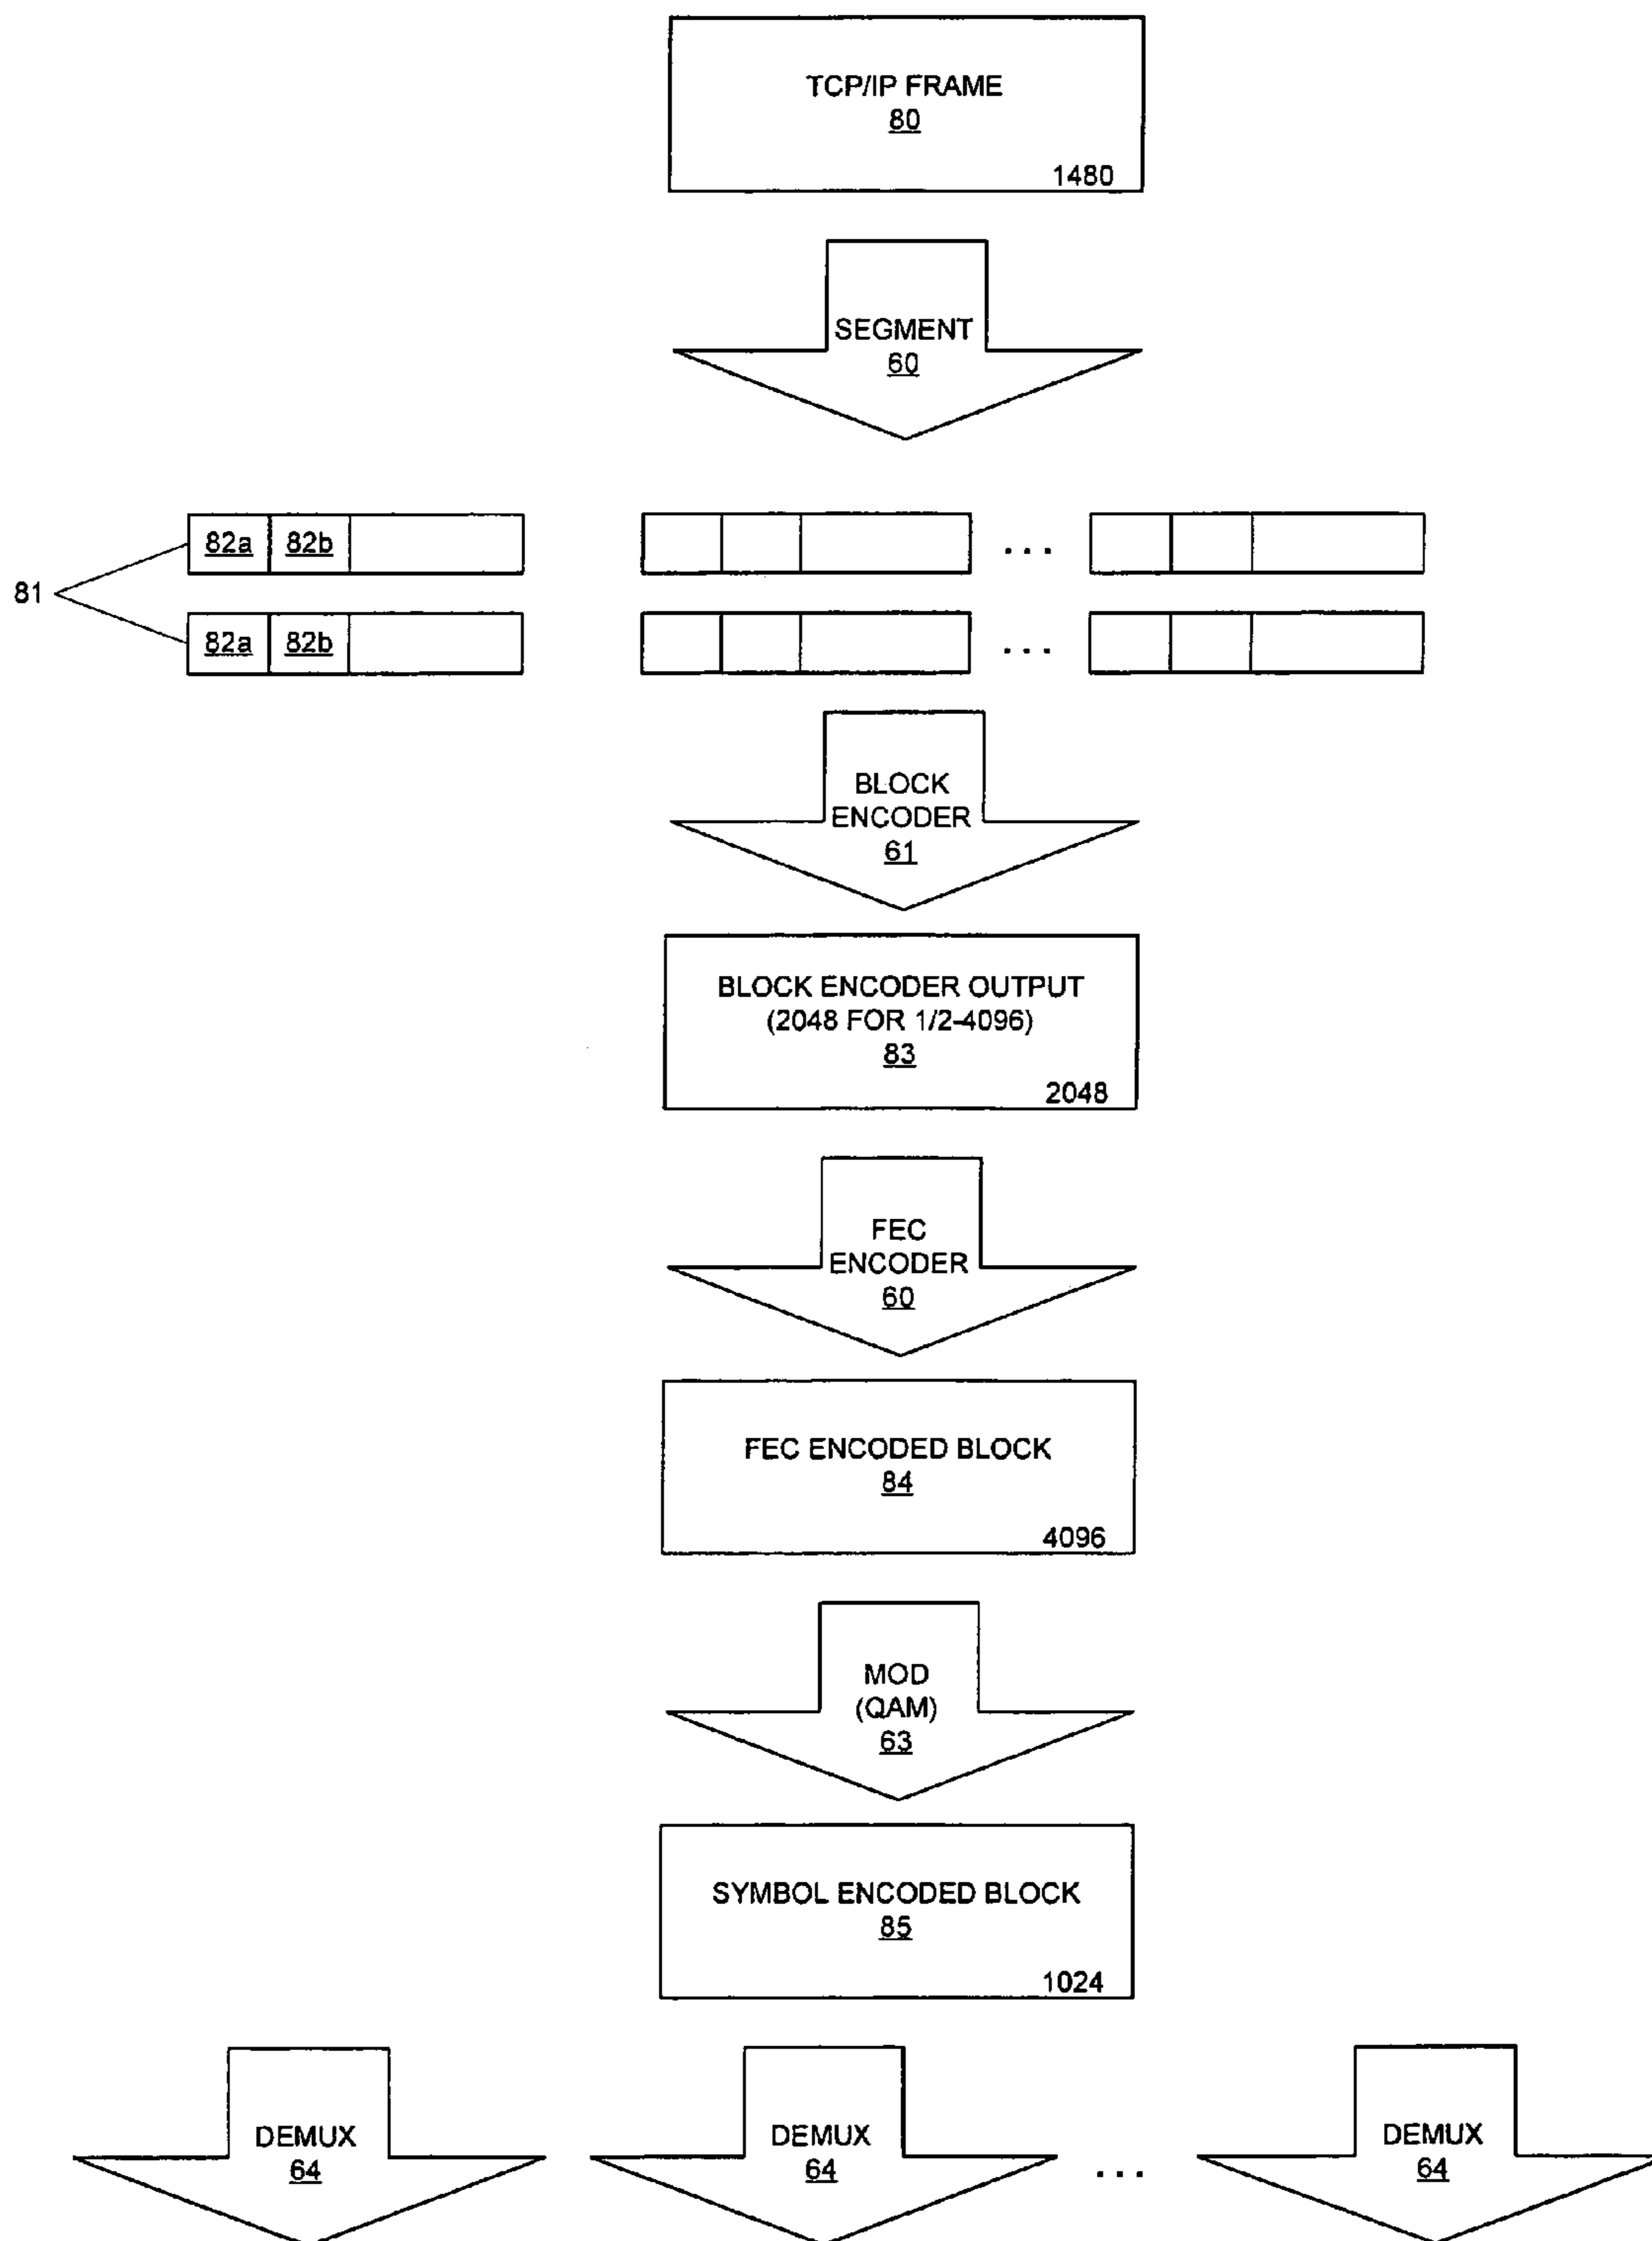 TCP/IP FRAME
80
1480
SEGMENT
60
82a 82b
...
81
82a 82b
...
BLOCK
ENCODER
61
BLOCK ENCODER OUTPUT
(2048 FOR 1/2-4096)
83
2048
FEC
ENCODER
60
FEC ENCODED BLOCK
84
4096
MOD
(QAM)
63
SYMBOL ENCODED BLOCK
85
1024
DEMUX
64
DEMUX
64
...
DEMUX
64